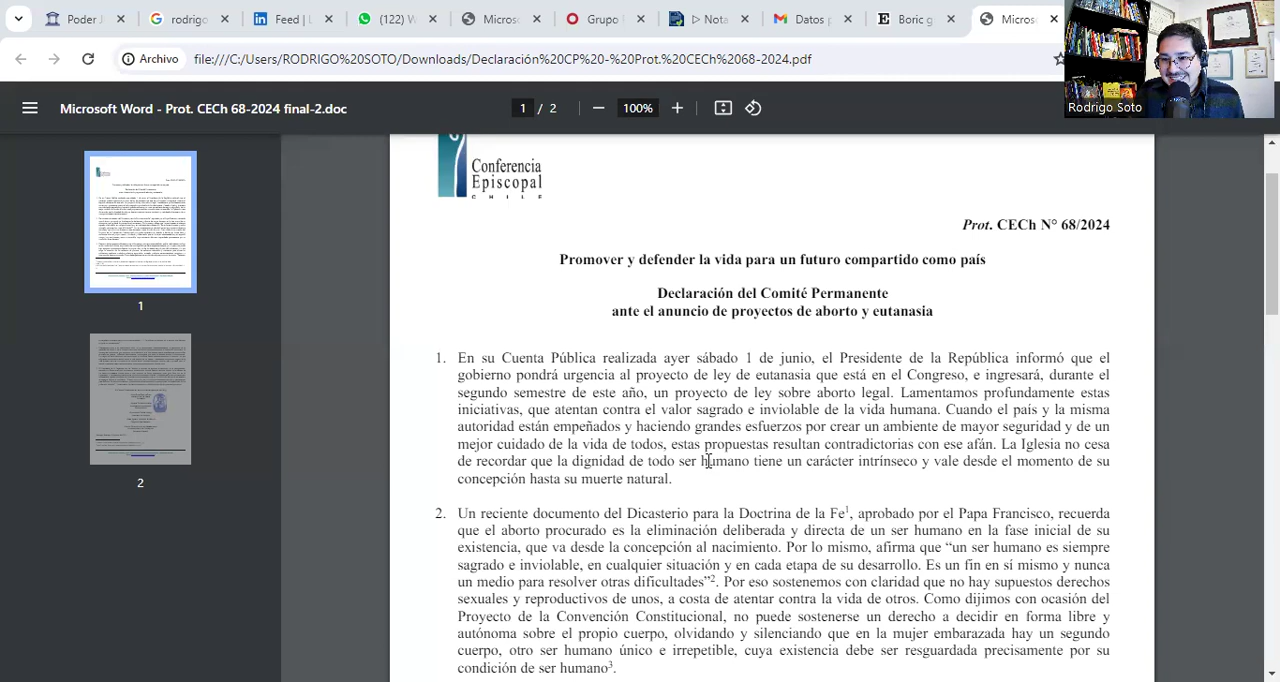 Poder J
rodrigo
Feed | L
(122) W
Micros
Grupo
Nota
Datos p
Boric g
Micros
Archivo
file:///C:/Users/RODRIGO%20SOTO/Downloads/Declaración%20CP%20-%20Prot.%20CECh%2068-2024.pdf
Microsoft Word - Prot. CECh 68-2024 final-2.doc
1 / 2
100%
Rodrigo Soto
1
2
Conferencia
Episcopal
CHILE
Prot. CECh N° 68/2024
Promover y defender la vida para un futuro compartido como país
Declaración del Comité Permanente
ante el anuncio de proyectos de aborto y eutanasia
1. En su Cuenta Pública realizada ayer sábado 1 de junio, el Presidente de la República informó que el
gobierno pondrá urgencia al proyecto de ley de eutanasia que está en el Congreso, e ingresará, durante el
segundo semestre de este año, un proyecto de ley sobre aborto legal. Lamentamos profundamente estas
iniciativas, que atentan contra el valor sagrado e inviolable de la vida humana. Cuando el país y la misma
autoridad están empeñados y haciendo grandes esfuerzos por crear un ambiente de mayor seguridad y de un
mejor cuidado de la vida de todos, estas propuestas resultan contradictorias con ese afán. La Iglesia no cesa
de recordar que la dignidad de todo ser humano tiene un carácter intrínseco y vale desde el momento de su
concepción hasta su muerte natural.
2. Un reciente documento del Dicasterio para la Doctrina de la Fe¹, aprobado por el Papa Francisco, recuerda
que el aborto procurado es la eliminación deliberada y directa de un ser humano en la fase inicial de su
existencia, que va desde la concepción al nacimiento. Por lo mismo, afirma que “un ser humano es siempre
sagrado e inviolable, en cualquier situación y en cada etapa de su desarrollo. Es un fin en sí mismo y nunca
un medio para resolver otras dificultades”². Por eso sostenemos con claridad que no hay supuestos derechos
sexuales y reproductivos de unos, a costa de atentar contra la vida de otros. Como dijimos con ocasión del
Proyecto de la Convención Constitucional, no puede sostenerse un derecho a decidir en forma libre y
autónoma sobre el propio cuerpo, olvidando y silenciando que en la mujer embarazada hay un segundo
cuerpo, otro ser humano único e irrepetible, cuya existencia debe ser resguardada precisamente por su
condición de ser humano³.